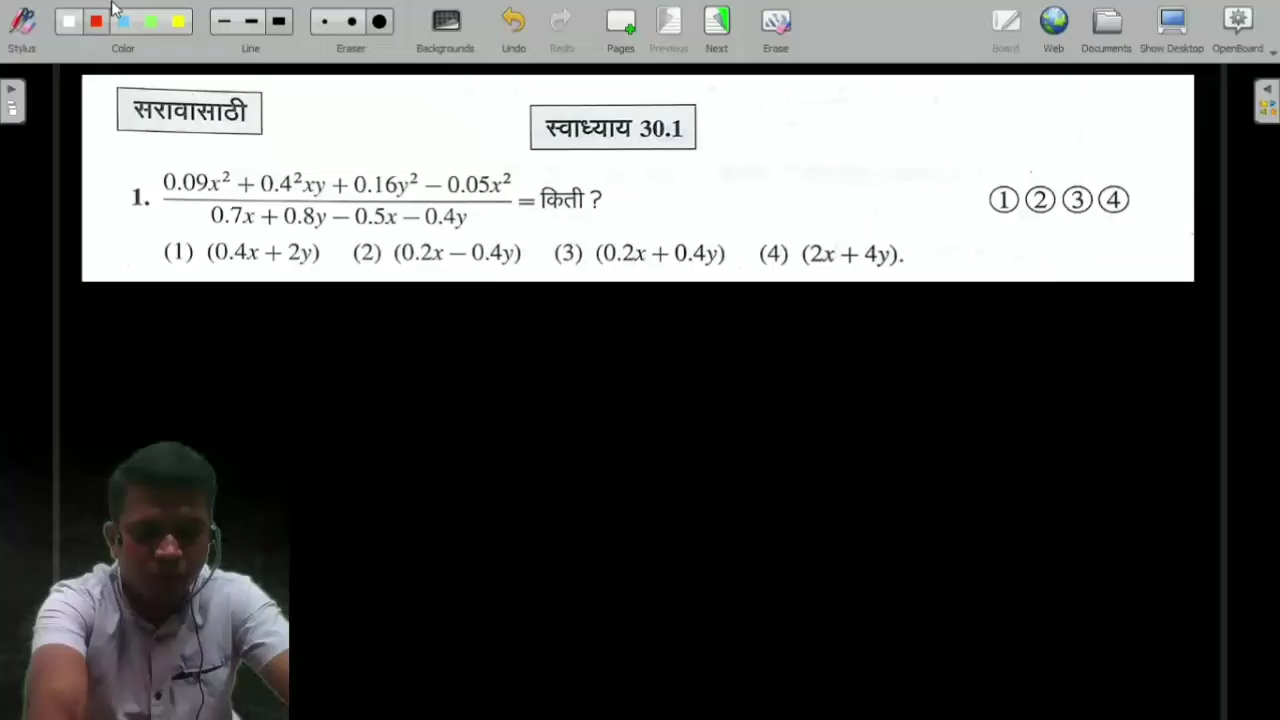 Stylus Color Line Eraser Backgrounds Undo Redo Pages Previous Next Erase Board Web Documents Show Desktop OpenBoard
सरावासाठी
स्वाध्याय 30.1
1. (0.09x² + 0.4²xy + 0.16y² − 0.05x²) / (0.7x + 0.8y − 0.5x − 0.4y) = किती ? ① ② ③ ④
(1) (0.4x + 2y) (2) (0.2x − 0.4y) (3) (0.2x + 0.4y) (4) (2x + 4y).